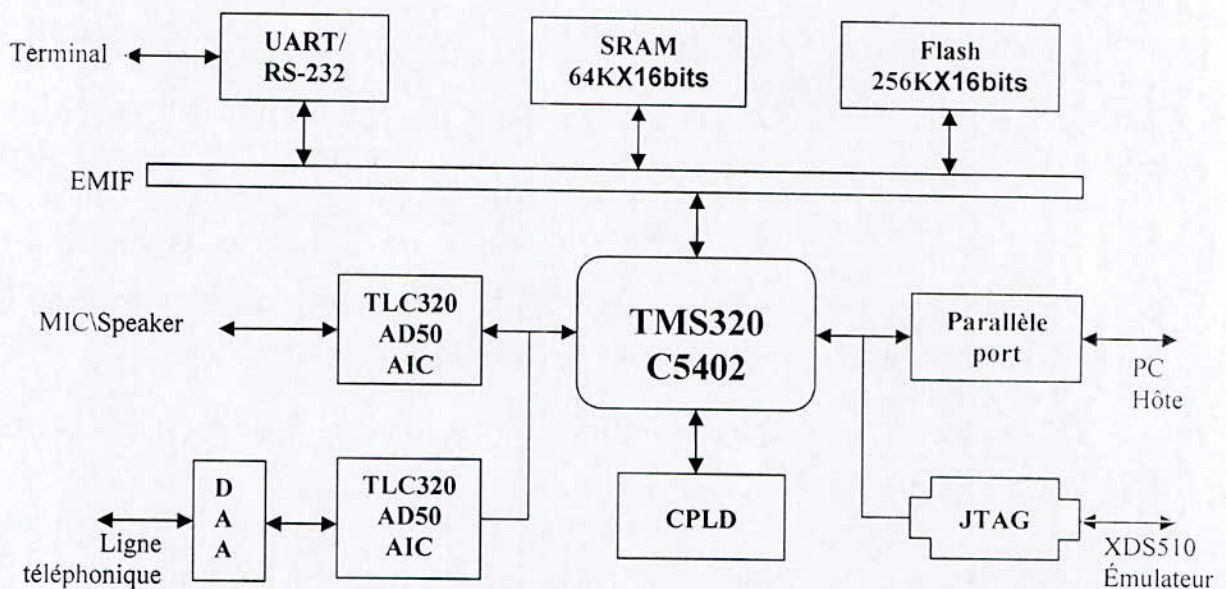 Terminal
UART/
RS-232
SRAM
64KX16bits
Flash
256KX16bits
EMIF
MIC\Speaker
TLC320
AD50
AIC
TMS320
C5402
Parallèle
port
PC
Hôte
D
A
A
TLC320
AD50
AIC
CPLD
JTAG
Ligne
téléphonique
XDS510
Émulateur